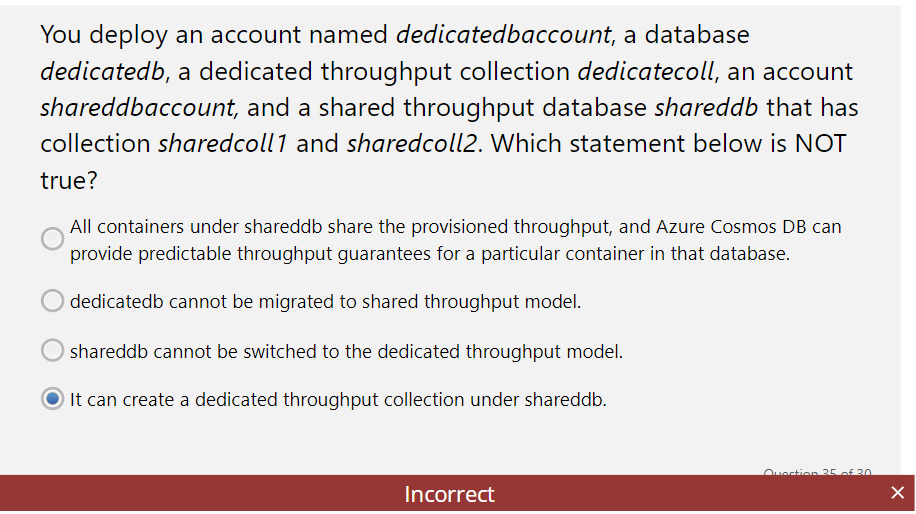 You deploy an account named dedicatedbaccount, a database
dedicatedb, a dedicated throughput collection dedicatecoll, an account
shareddbaccount, and a shared throughput database shareddb that has
collection sharedcoll1 and sharedcoll2. Which statement below is NOT
true?
All containers under shareddb share the provisioned throughput, and Azure Cosmos DB can
provide predictable throughput guarantees for a particular container in that database.
dedicatedb cannot be migrated to shared throughput model.
shareddb cannot be switched to the dedicated throughput model.
It can create a dedicated throughput collection under shareddb.
Question 35 of 30
Incorrect